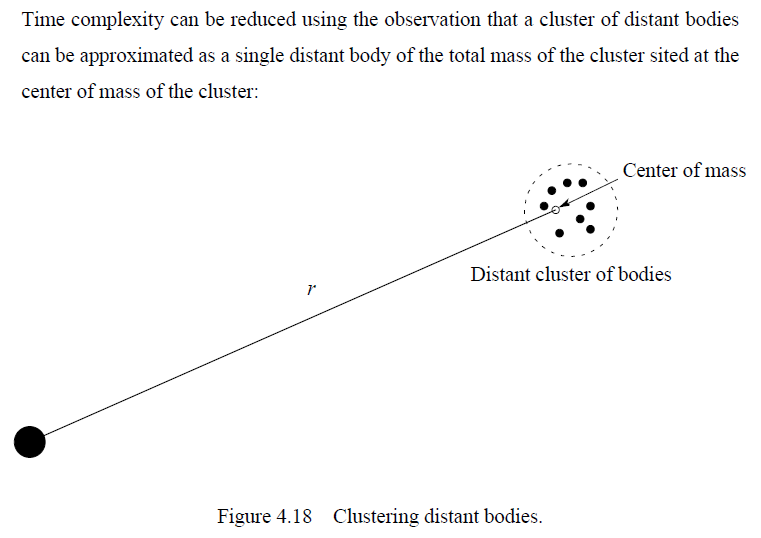 Time complexity can be reduced using the observation that a cluster of distant bodies
can be approximated as a single distant body of the total mass of the cluster sited at the
center of mass of the cluster:
Center of mass
Distant cluster of bodies
r
Figure 4.18 Clustering distant bodies.